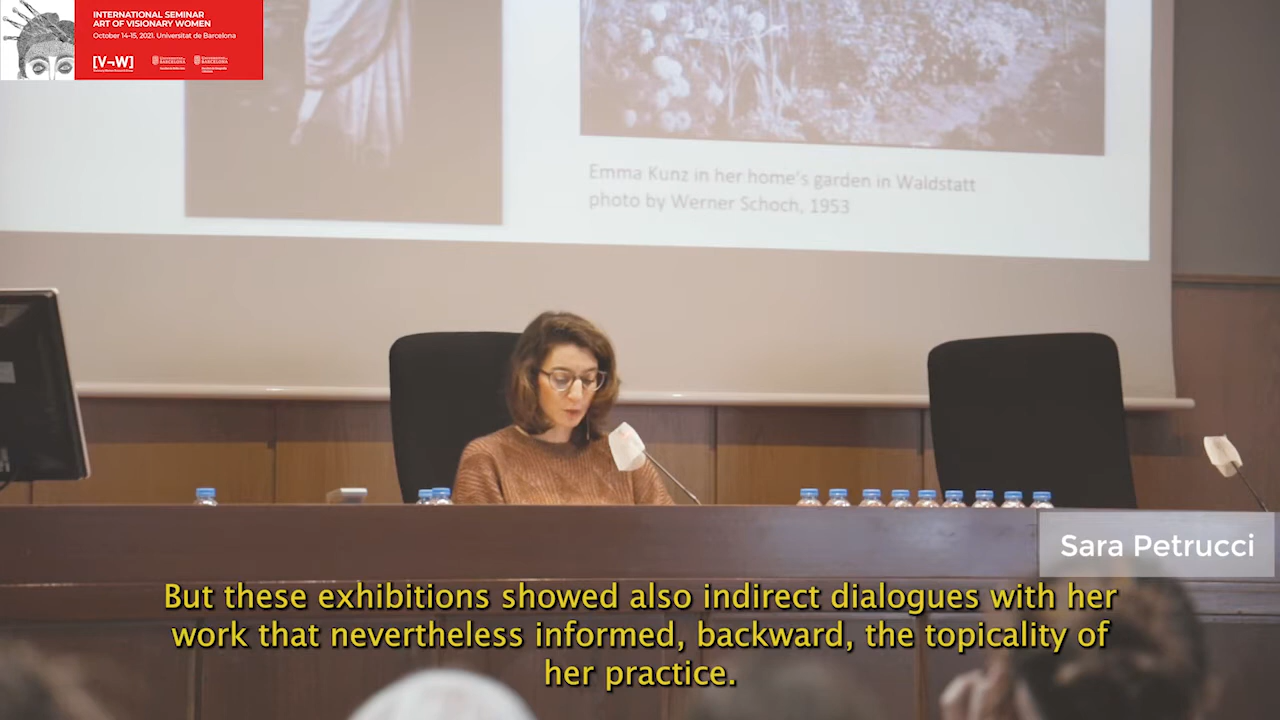 INTERNATIONAL SEMINAR
ART OF VISIONARY WOMEN
October 14-15, 2021, Universitat de Barcelona
[V¬W]
BARCELONA
BARCELONA
Emma Kunz in her home's garden in Waldstatt
photo by Werner Schoch, 1953
Sara Petrucci
But these exhibitions showed also indirect dialogues with her
work that nevertheless informed, backward, the topicality of
her practice.